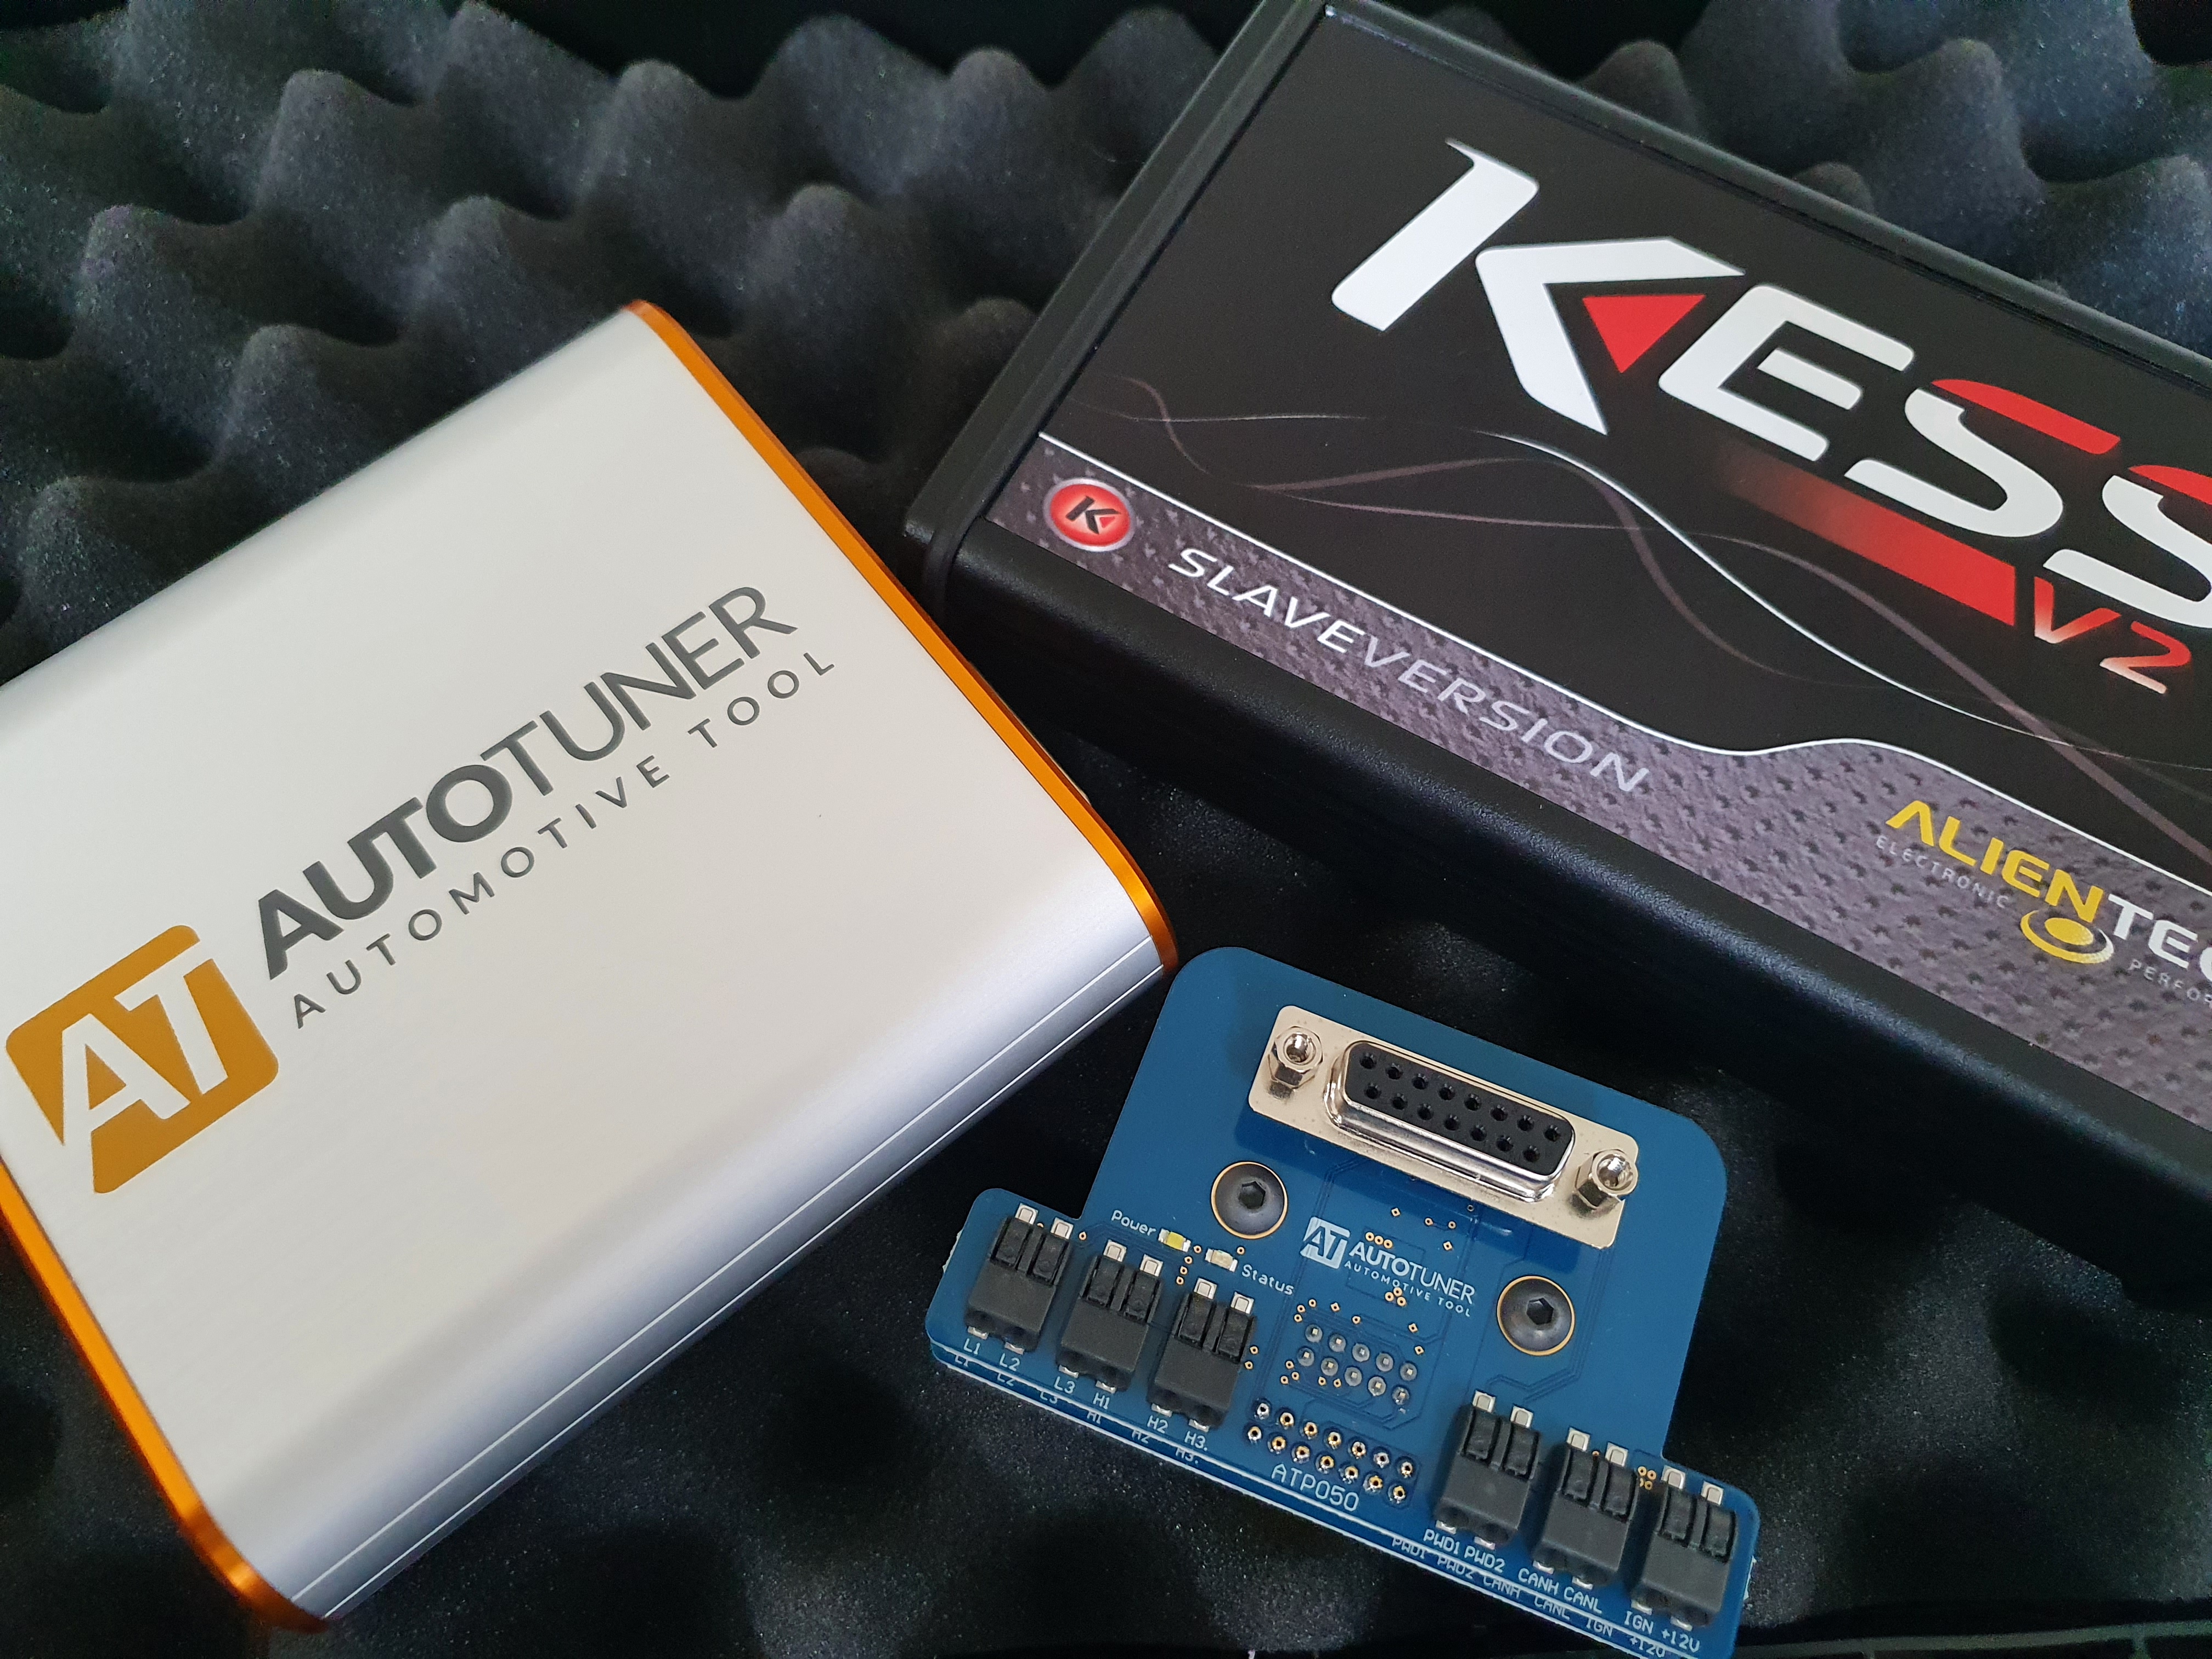 KESS
V2
SLAVEVERSION
ALIENTEC
ELECTRONIC
PERFOR
AT AUTOTUNER
AUTOMOTIVE TOOL
Power
Status
AT AUTOTUNER
AUTOMOTIVE TOOL
L1 L2 L3 H1 H2 H3.
L1 L2 L3 H1 H2 H3.
ATP050
PWD1 PWD2 CANH CANL IGN +12V
PWD1 PWD2 CANH CANL IGN +12V